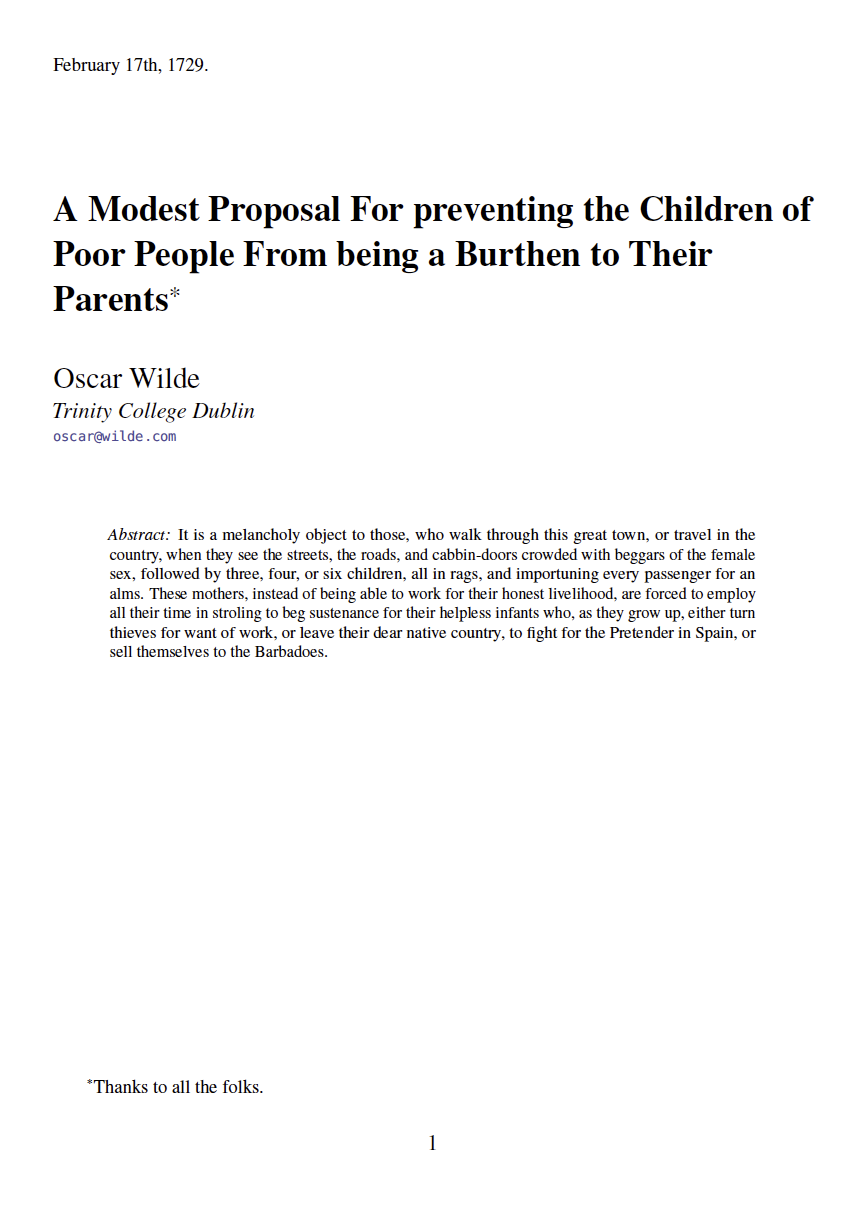 February 17th, 1729.
A Modest Proposal For preventing the Children of
Poor People From being a Burthen to Their
Parents*
Oscar Wilde
Trinity College Dublin
oscar@wilde.com
Abstract: It is a melancholy object to those, who walk through this great town, or travel in the
country, when they see the streets, the roads, and cabbin-doors crowded with beggars of the female
sex, followed by three, four, or six children, all in rags, and importuning every passenger for an
alms. These mothers, instead of being able to work for their honest livelihood, are forced to employ
all their time in stroling to beg sustenance for their helpless infants who, as they grow up, either turn
thieves for want of work, or leave their dear native country, to fight for the Pretender in Spain, or
sell themselves to the Barbadoes.
*Thanks to all the folks.
1